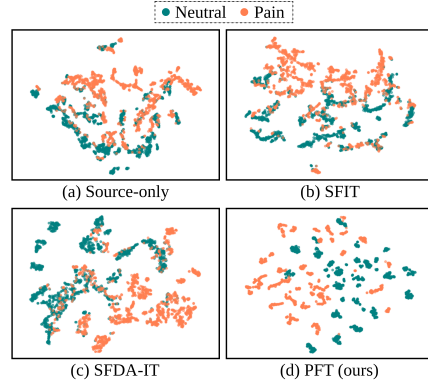 Neutral Pain
(a) Source-only
(b) SFIT
(c) SFDA-IT
(d) PFT (ours)